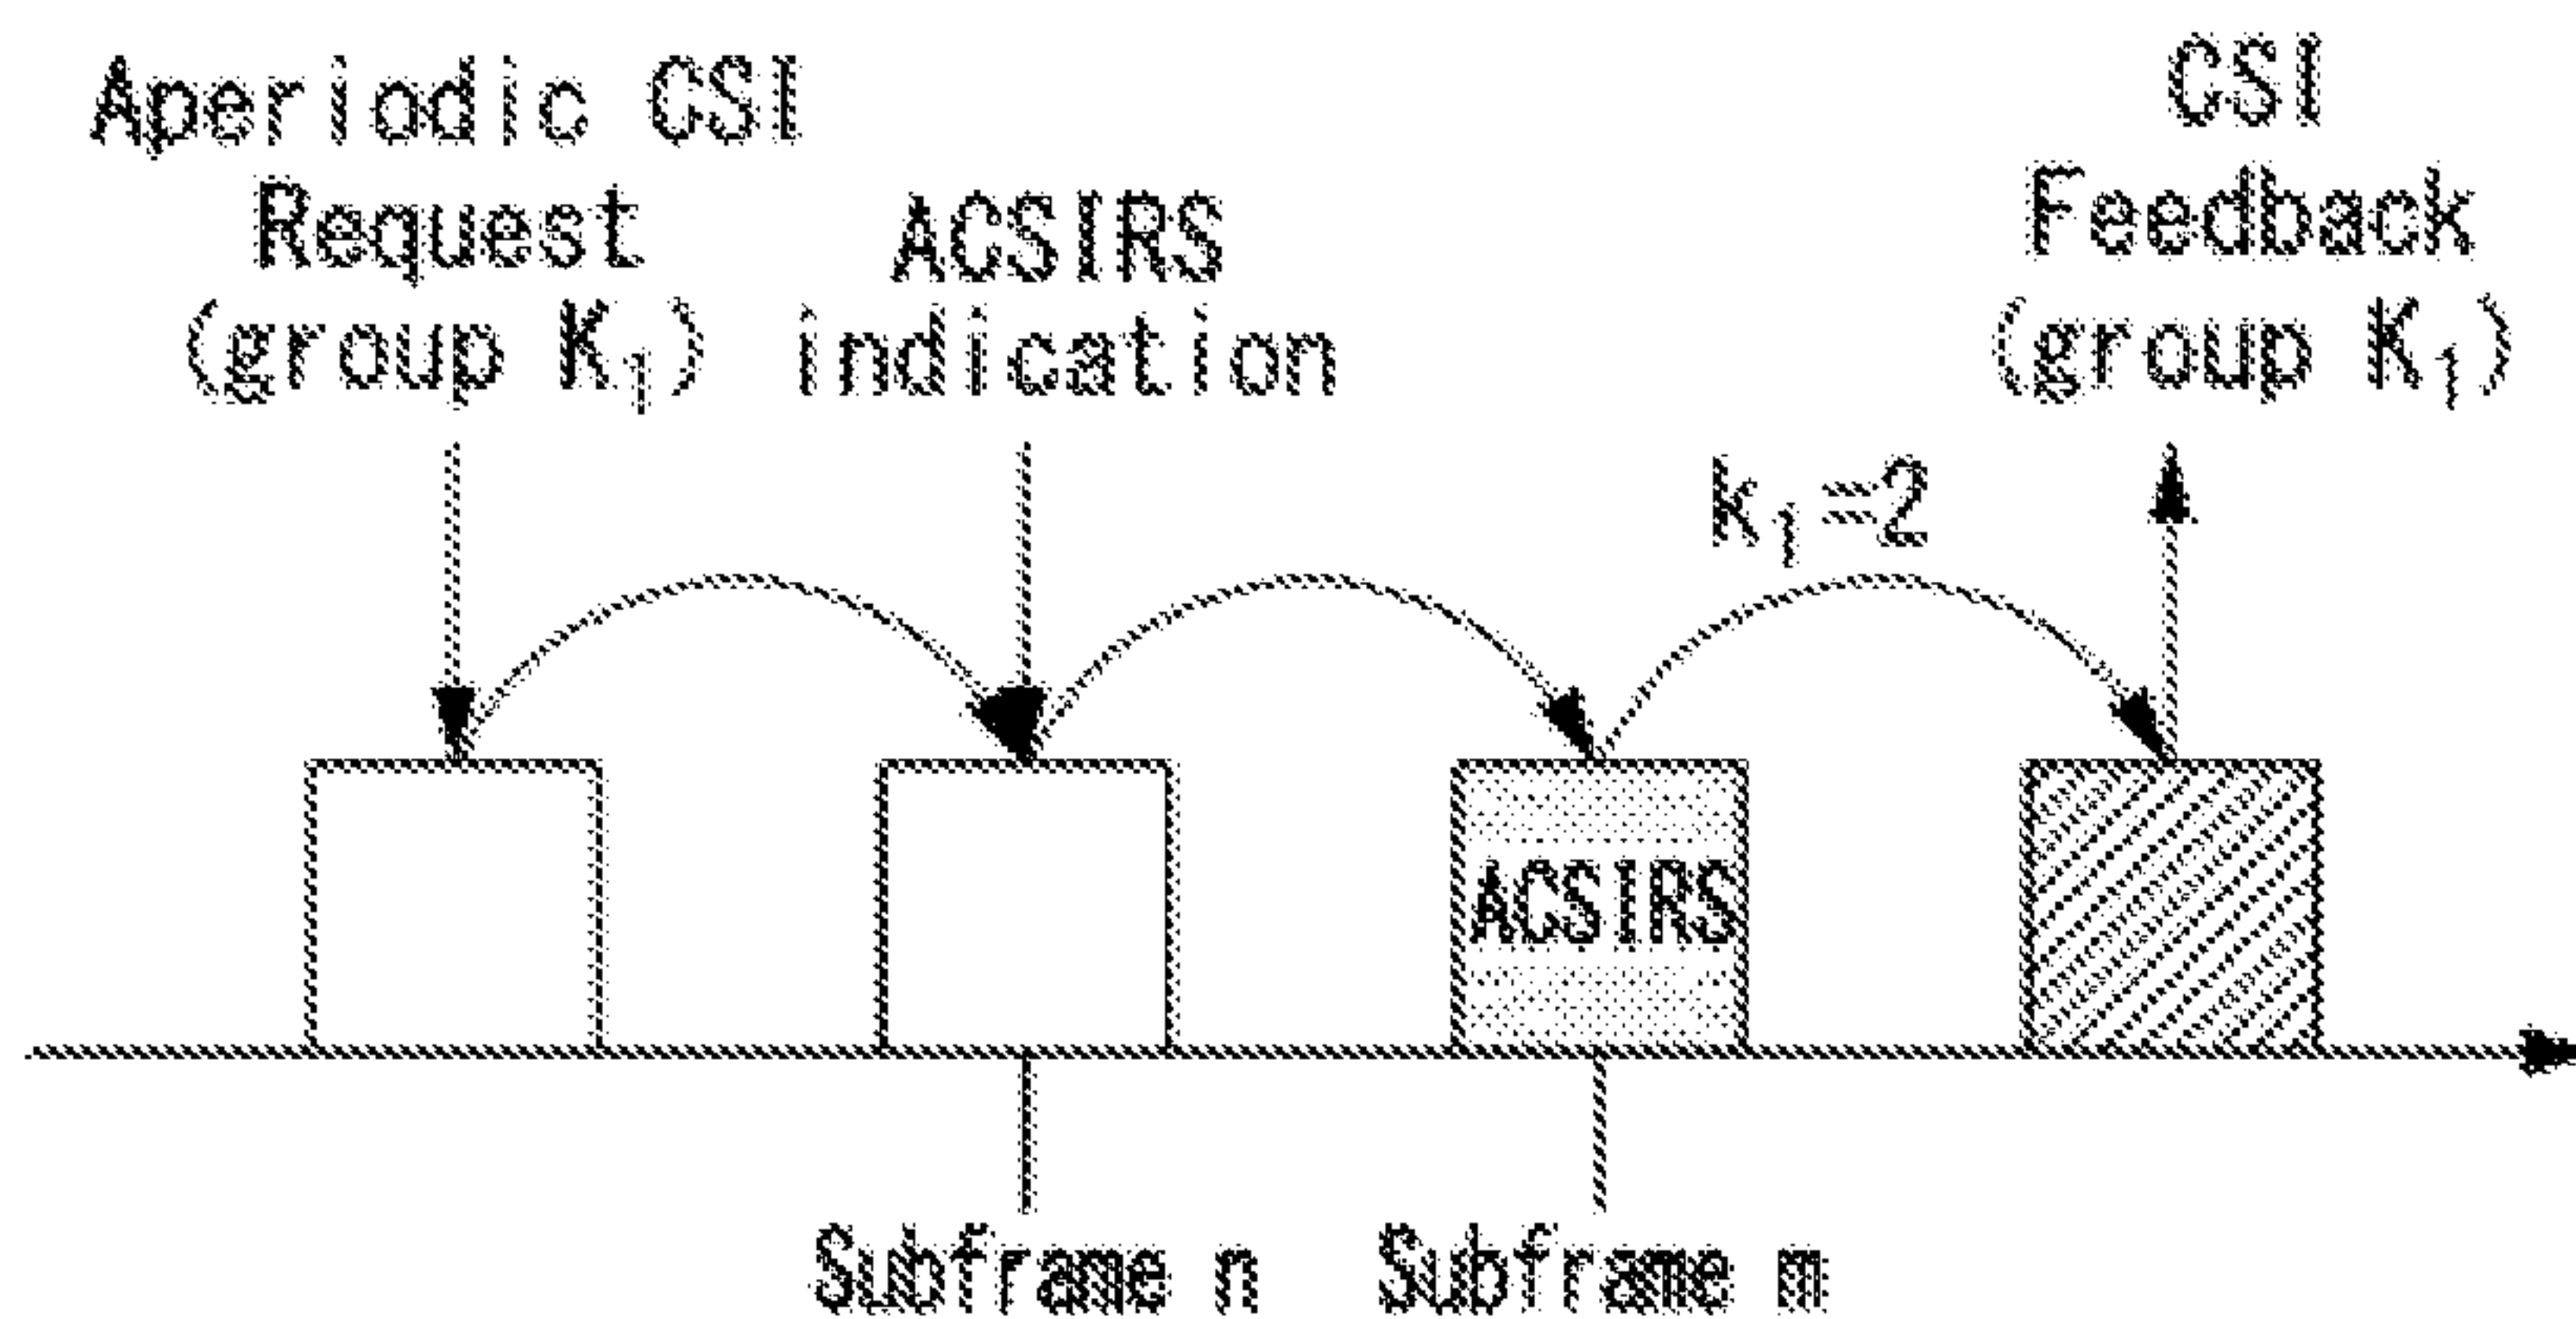 Aperiodic CSI
Request
(group K₁)
ACSIRS
indication
CSI
Feedback
(group K₁)
k₁=2
ACSIRS
Subframe n
Subframe m